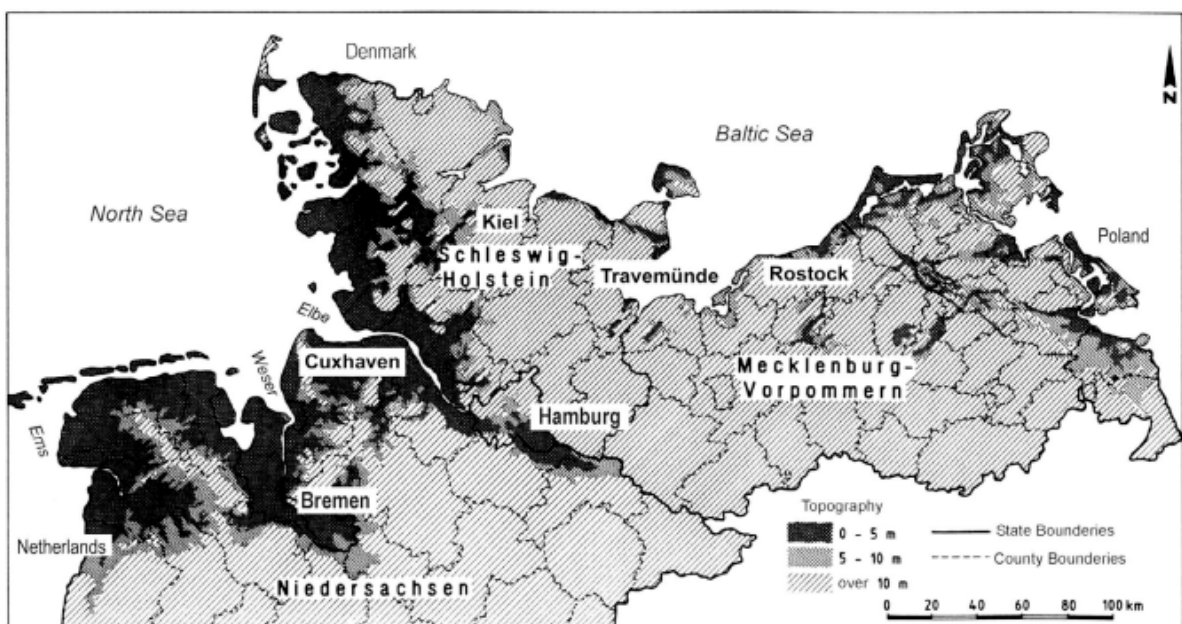 Denmark
N
Baltic Sea
North Sea
Kiel
Schleswig-
Holstein
Poland
Travemünde
Rostock
Elbe
Cuxhaven
Weser
Mecklenburg-
Vorpommern
Hamburg
Ems
Bremen
Netherlands
Niedersachsen
Topography
0 - 5 m
5 - 10 m
over 10 m
State Bounderies
County Bounderies
0 20 40 60 80 100 km